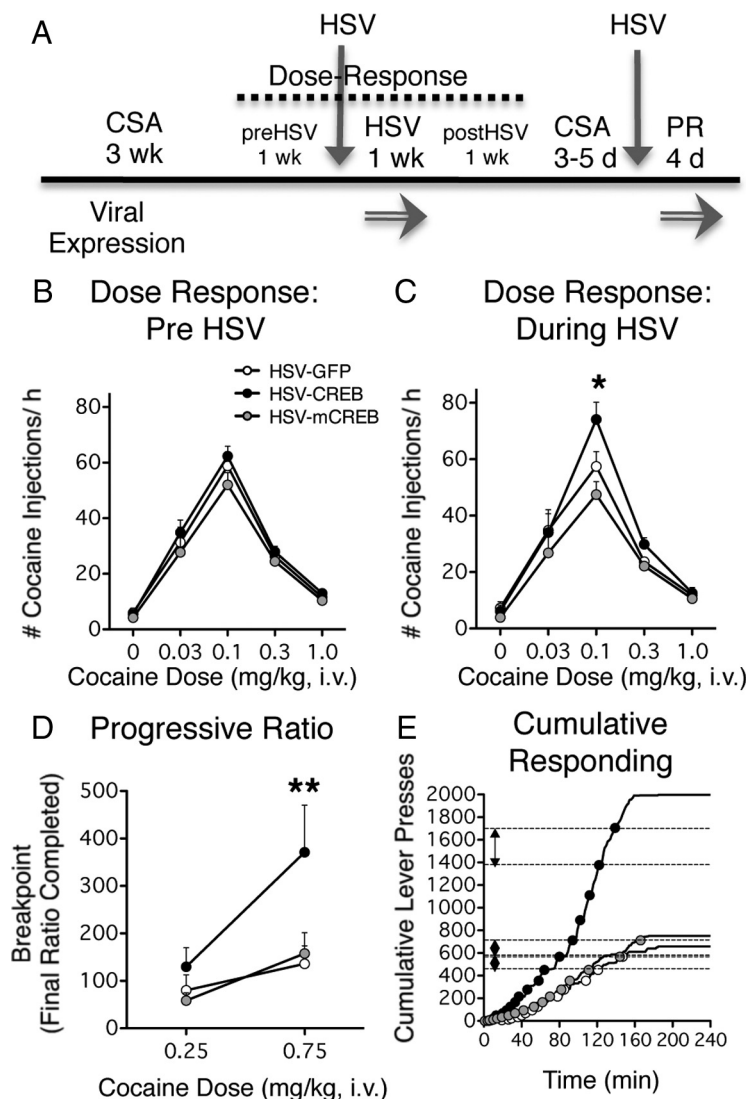 A
HSV
HSV
Dose-Response
CSA
3 wk
preHSV
1 wk
HSV
1 wk
postHSV
1 wk
CSA
3-5 d
PR
4 d
Viral
Expression
B
Dose Response:
Pre HSV
HSV-GFP
HSV-CREB
HSV-mCREB
# Cocaine Injections/ h
80
60
40
20
0
0 0.03 0.1 0.3 1.0
Cocaine Dose (mg/kg, i.v.)
C
Dose Response:
During HSV
*
# Cocaine Injections/ h
80
60
40
20
0
0 0.03 0.1 0.3 1.0
Cocaine Dose (mg/kg, i.v.)
D
Progressive Ratio
**
Breakpoint
(Final Ratio Completed)
500
400
300
200
100
0
0.25 0.75
Cocaine Dose (mg/kg, i.v.)
E
Cumulative
Responding
Cumulative Lever Presses
2000
1800
1600
1400
1200
1000
800
600
400
200
0
0 40 80 120 160 200 240
Time (min)